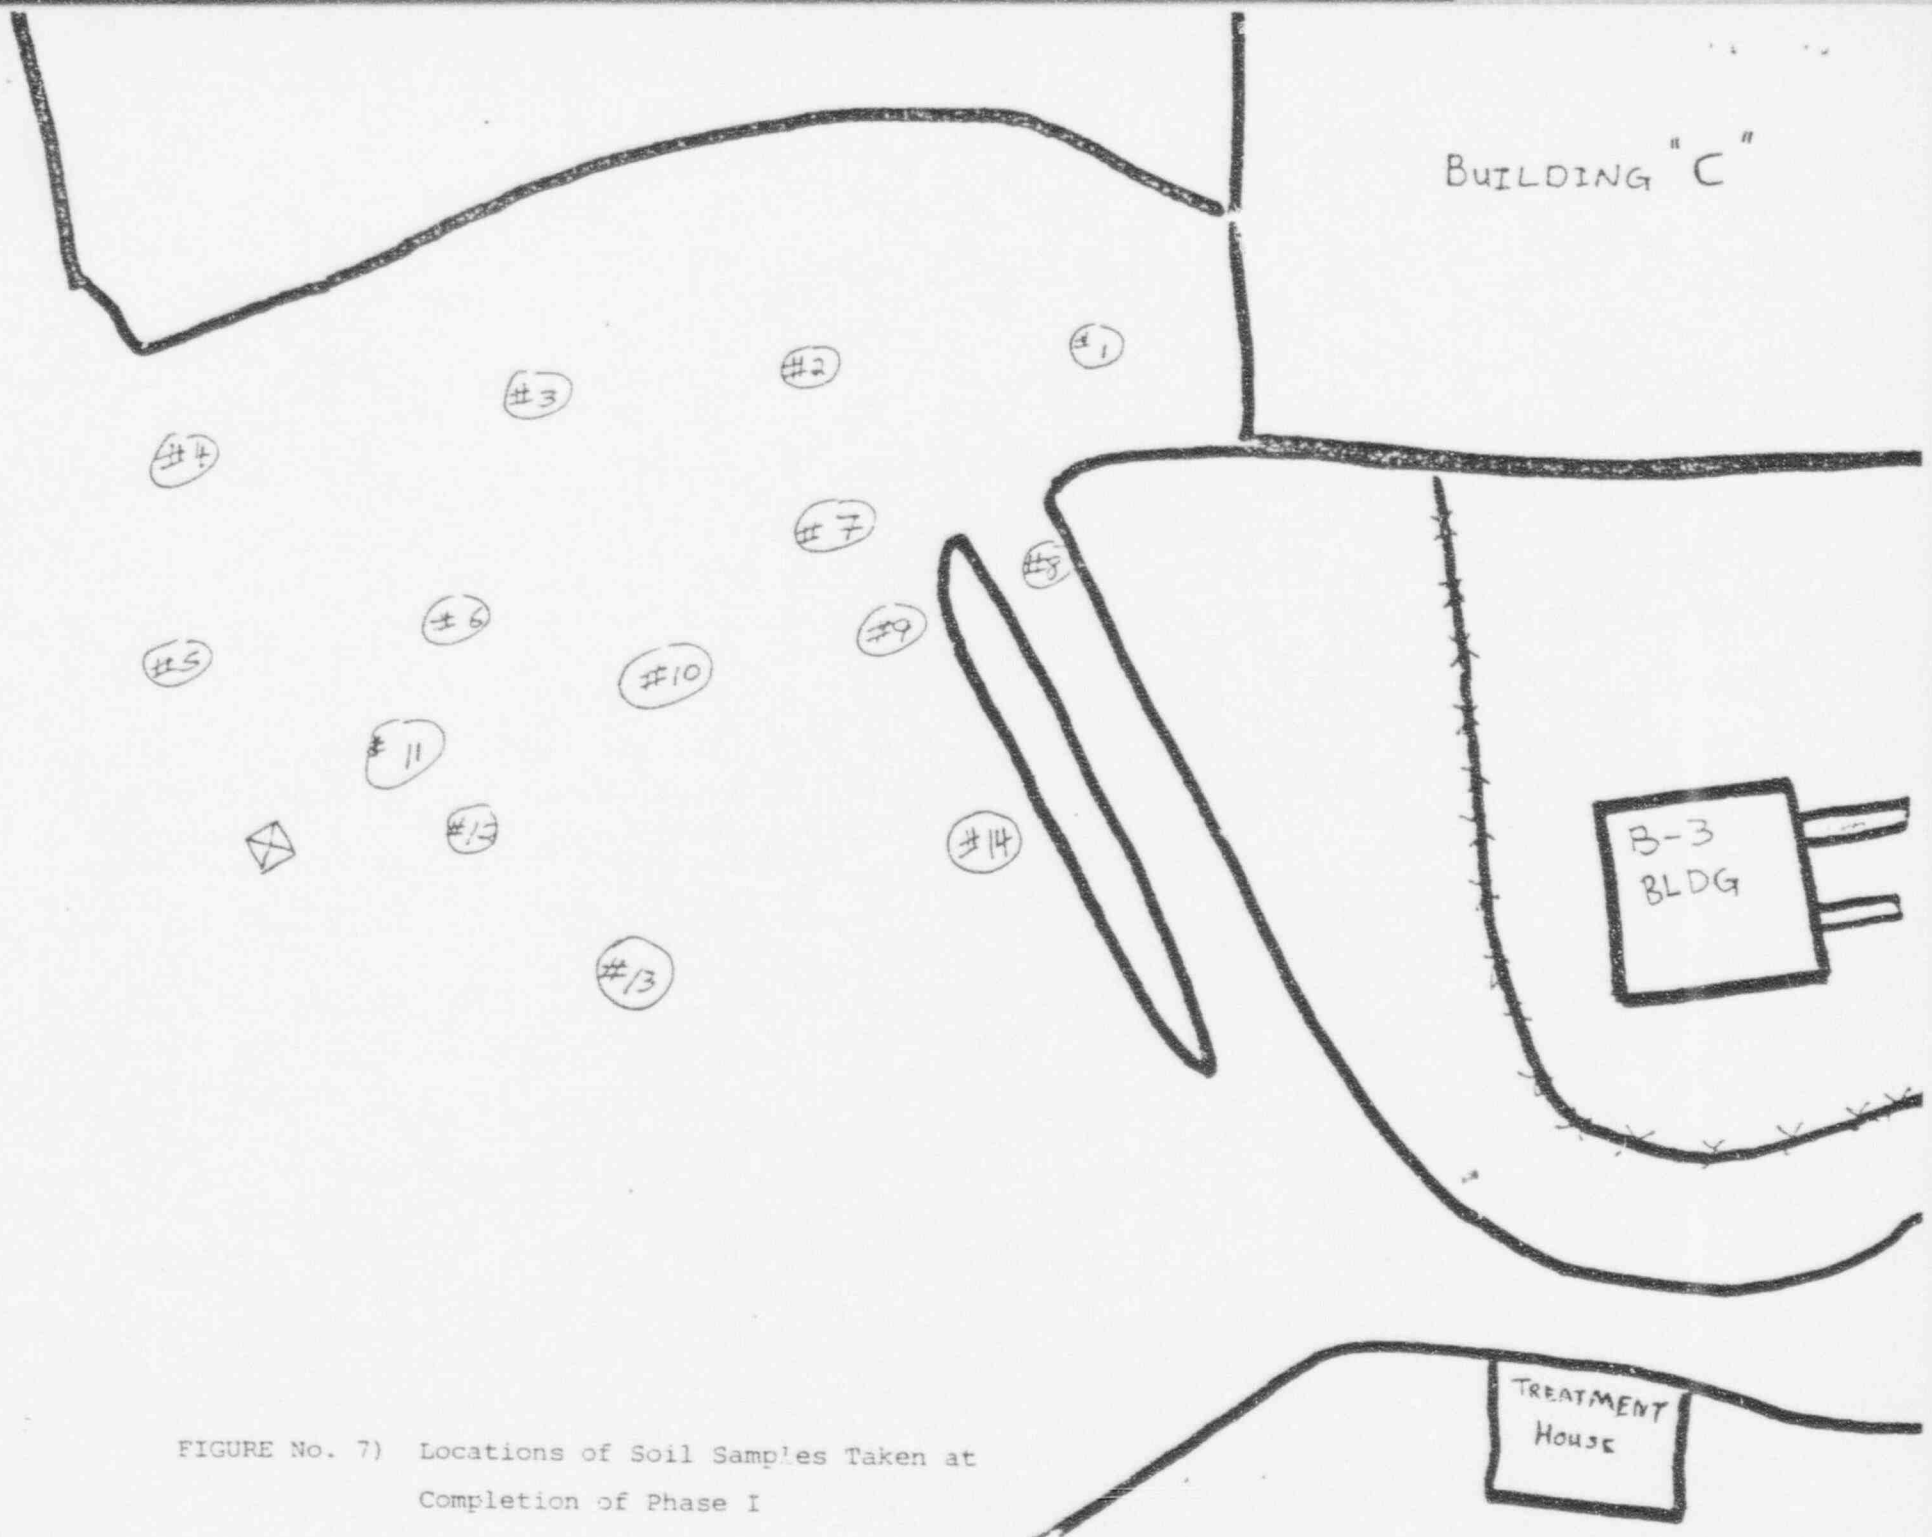 BUILDING "C"
#1
#2
#3
#4
#7
#8
#6
#9
#5
#10
#11
#12
#14
B-3
BLDG
#13
TREATMENT
HOUSE
FIGURE No. 7) Locations of Soil Samples Taken at
Completion of Phase I